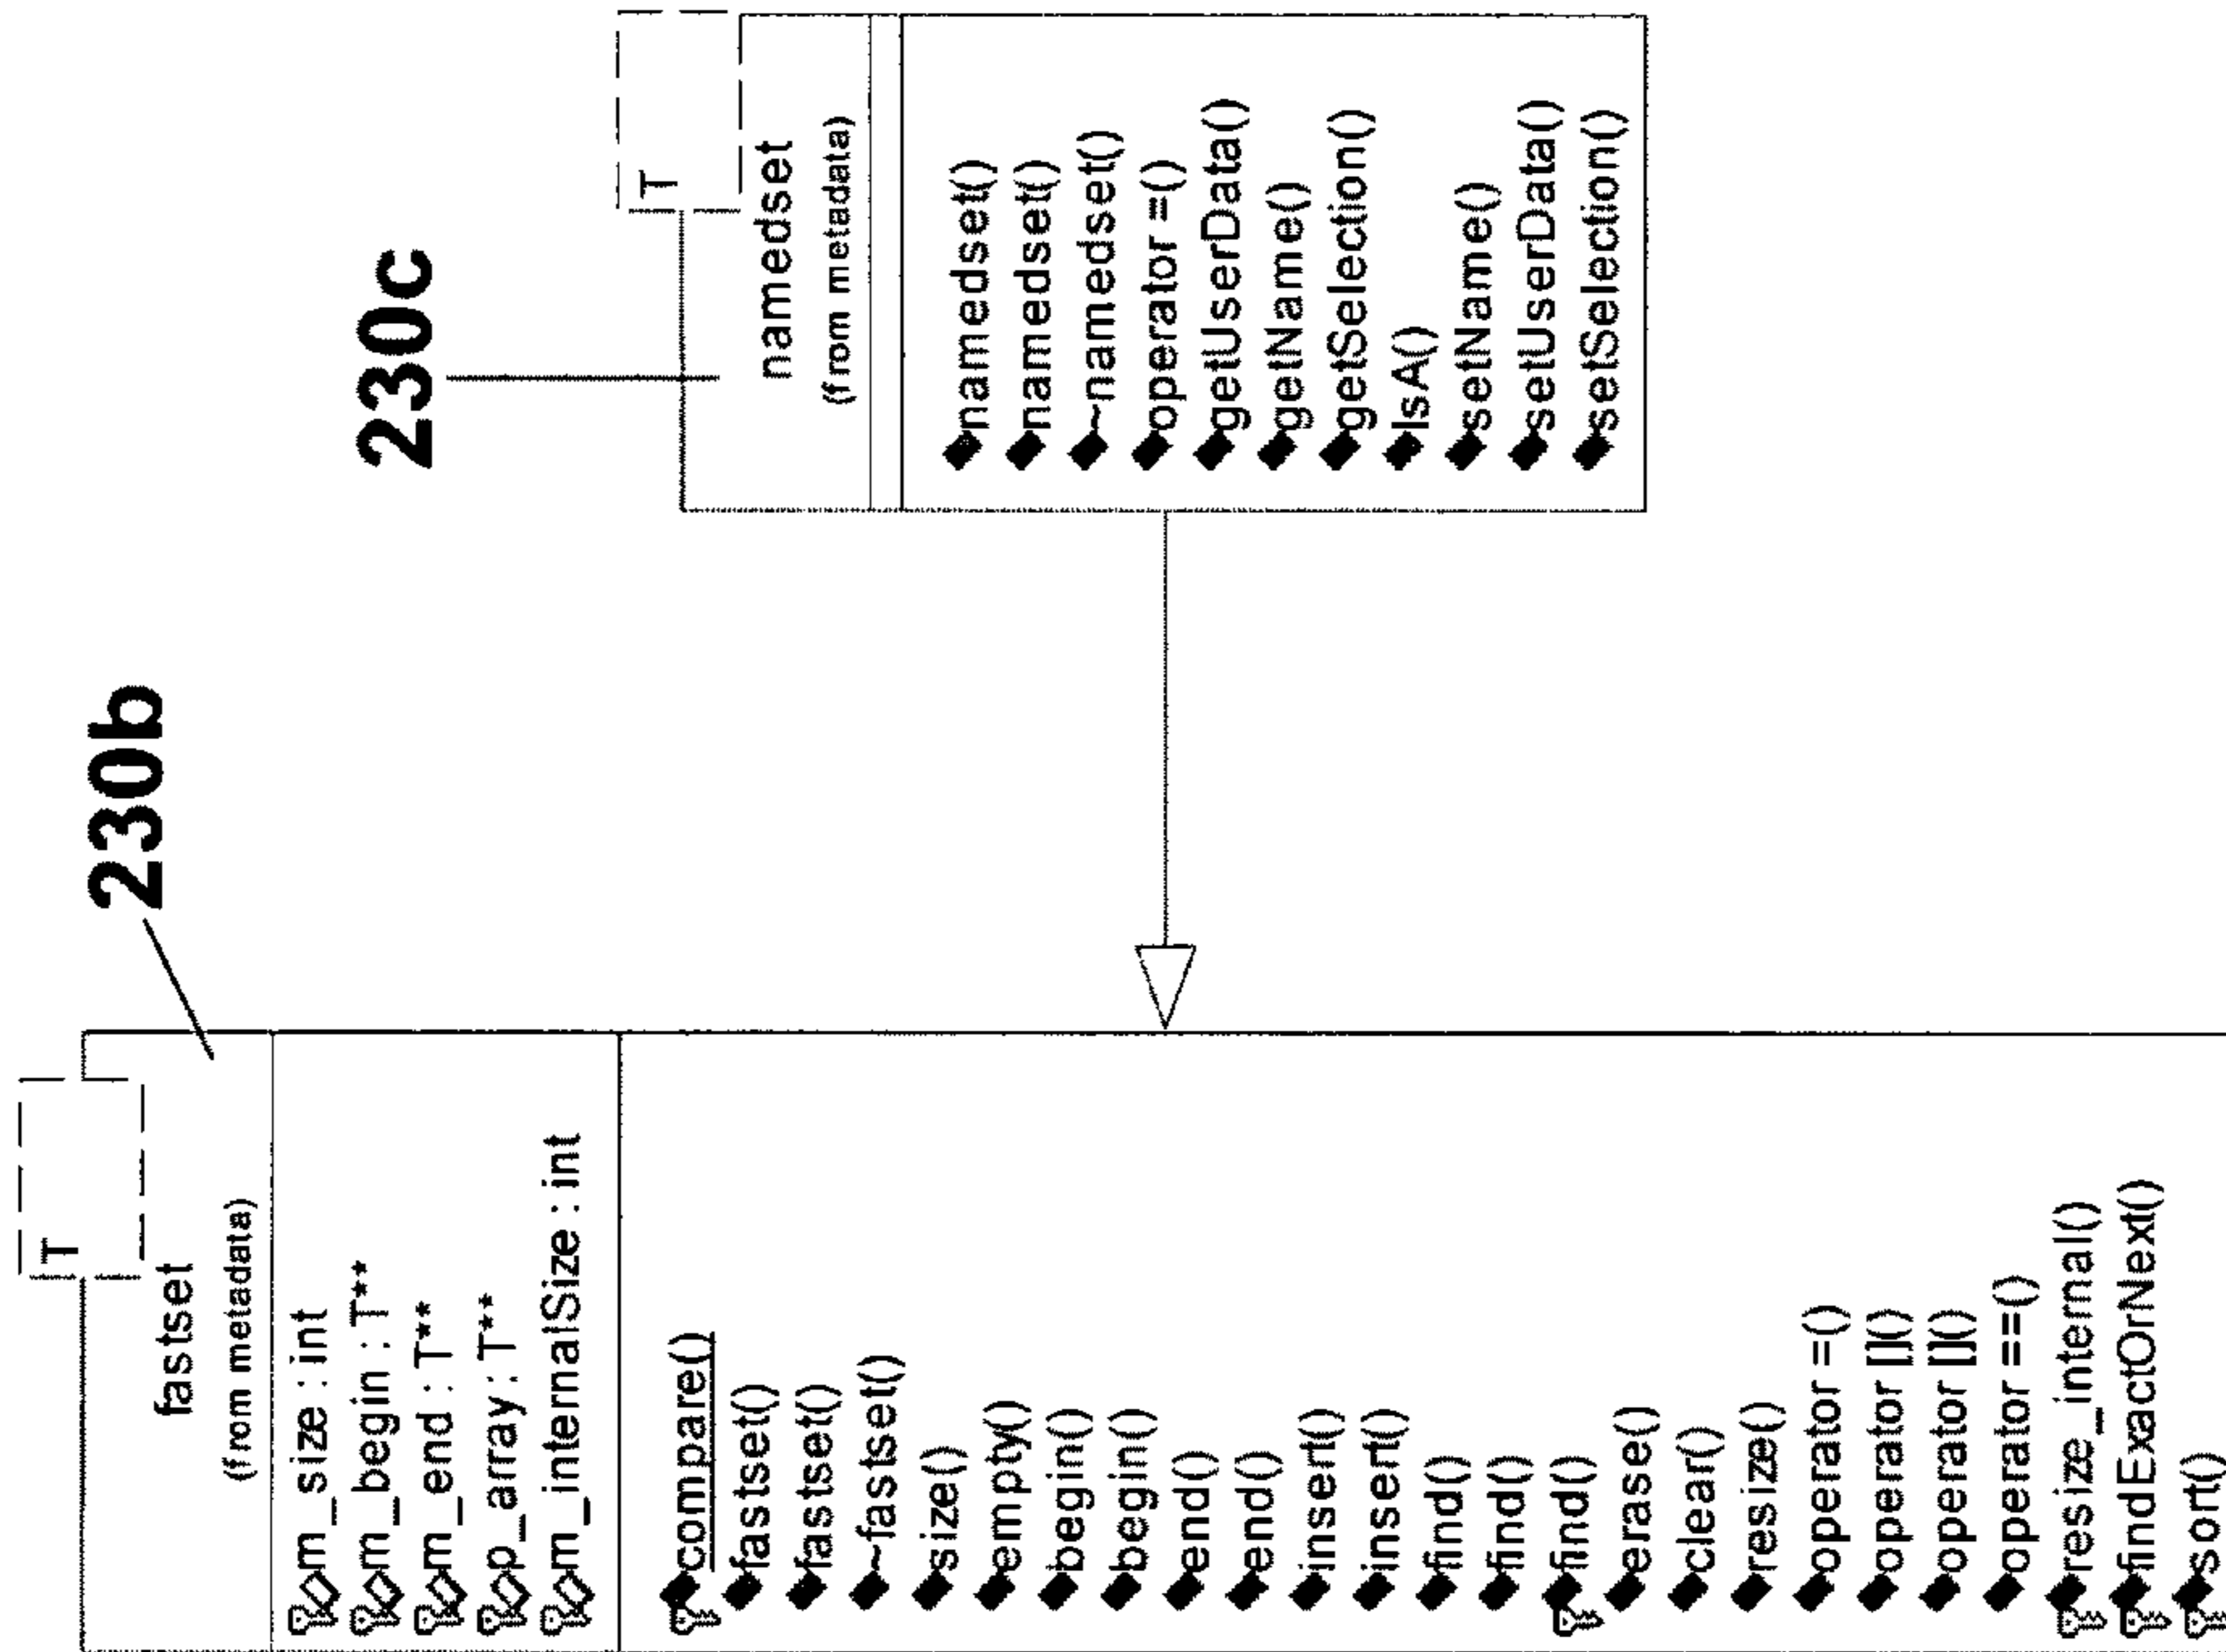 230b
T
fastset
(from metadata)
m_size : int
m_begin : T**
m_end : T**
p_array : T**
m_internalSize : int
compare()
fastset()
fastset()
~fastset()
size()
empty()
begin()
begin()
end()
end()
insert()
insert()
find()
find()
find()
erase()
clear()
resize()
operator =()
operator []()
operator []()
operator ==()
resize_internal()
findExactOrNext()
sort()
230c
T
namedset
(from metadata)
namedset()
namedset()
~namedset()
operator =()
getUserData()
getName()
getSelection()
IsA()
setName()
setUserData()
setSelection()